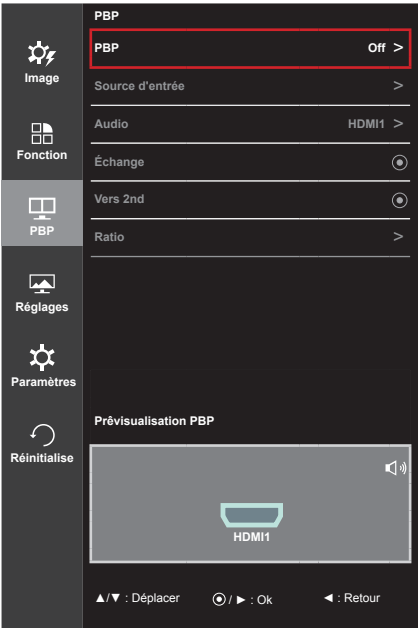 Image
Fonction
PBP
Réglages
Paramètres
Réinitialise
PBP
PBP Off >
Source d'entrée >
Audio HDMI1 >
Échange
Vers 2nd
Ratio >
Prêvisualisation PBP
HDMI1
▲/▼ : Déplacer ⦿ / ► : Ok ◄ : Retour